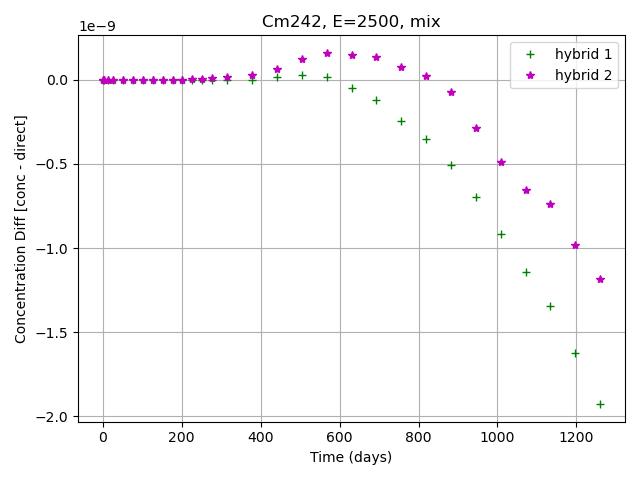 Cm242, E=2500, mix
1e−9
hybrid 1
hybrid 2
Concentration Diff [conc - direct]
0.0
−0.5
−1.0
−1.5
−2.0
0 200 400 600 800 1000 1200
Time (days)